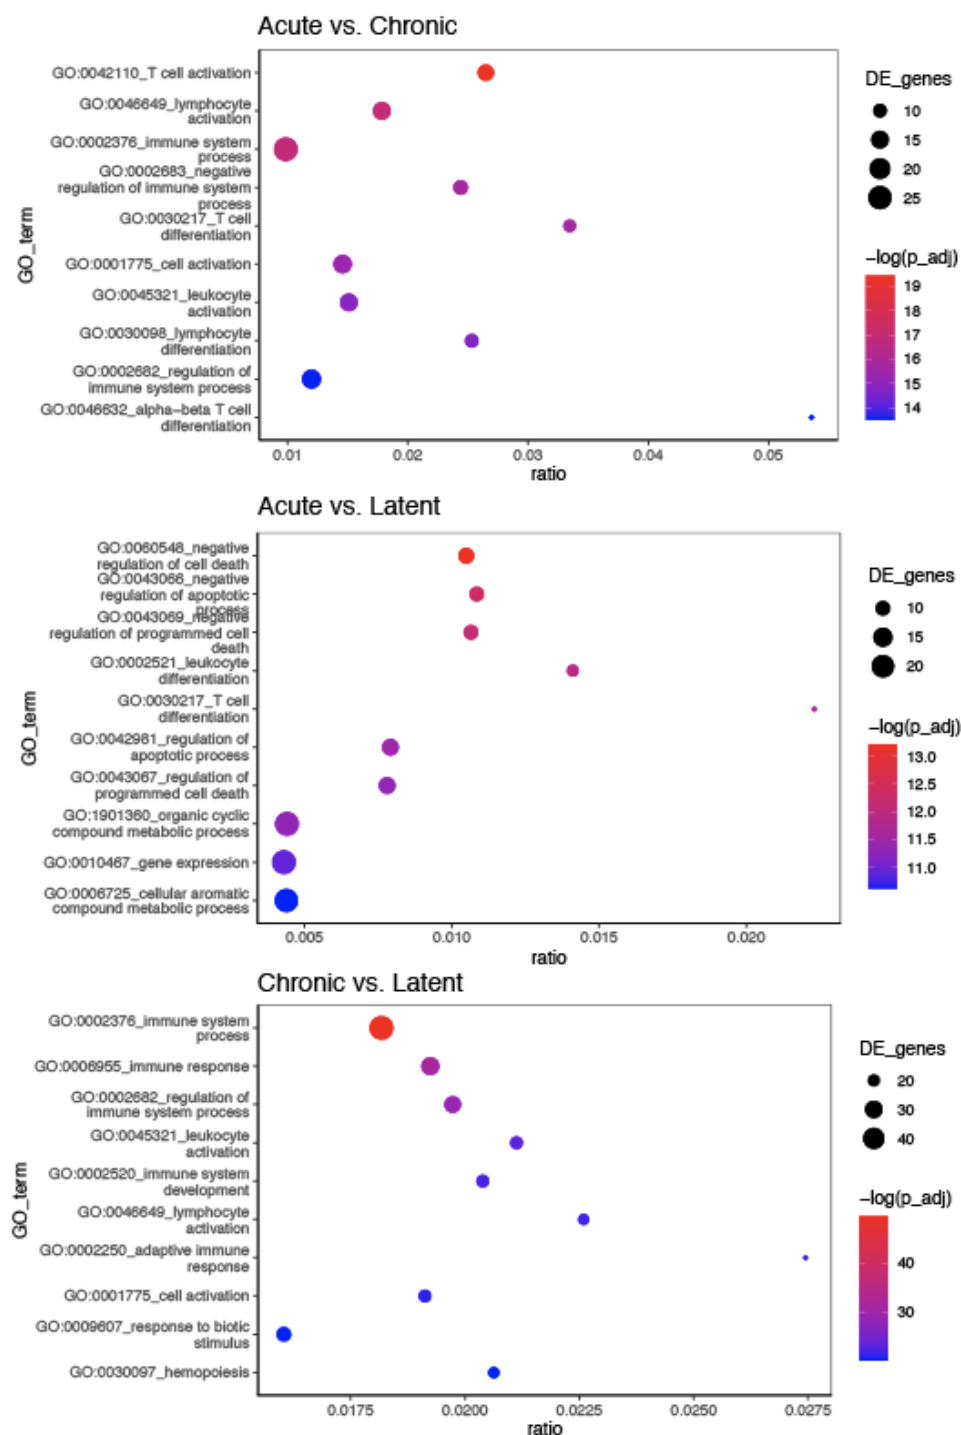 Acute vs. Chronic
GO_term
GO:0042110_T cell activation
GO:0046649_lymphocyte
activation
GO:0002376_immune system
process
GO:0002683_negative
regulation of immune system
process
GO:0030217_T cell
differentiation
GO:0001775_cell activation
GO:0045321_leukocyte
activation
GO:0030098_lymphocyte
differentiation
GO:0002682_regulation of
immune system process
GO:0046632_alpha−beta T cell
differentiation
0.01 0.02 0.03 0.04 0.05
ratio
DE_genes
10
15
20
25
−log(p_adj)
19
18
17
16
15
14
Acute vs. Latent
GO_term
GO:0060548_negative
regulation of cell death
GO:0043066_negative
regulation of apoptotic
process
GO:0043069_negative
regulation of programmed cell
death
GO:0002521_leukocyte
differentiation
GO:0030217_T cell
differentiation
GO:0042981_regulation of
apoptotic process
GO:0043067_regulation of
programmed cell death
GO:1901360_organic cyclic
compound metabolic process
GO:0010467_gene expression
GO:0006725_cellular aromatic
compound metabolic process
0.005 0.010 0.015 0.020
ratio
DE_genes
10
15
20
−log(p_adj)
13.0
12.5
12.0
11.5
11.0
Chronic vs. Latent
GO_term
GO:0002376_immune system
process
GO:0006955_immune response
GO:0002682_regulation of
immune system process
GO:0045321_leukocyte
activation
GO:0002520_immune system
development
GO:0046649_lymphocyte
activation
GO:0002250_adaptive immune
response
GO:0001775_cell activation
GO:0009607_response to biotic
stimulus
GO:0030097_hemopoiesis
0.0175 0.0200 0.0225 0.0250 0.0275
ratio
DE_genes
20
30
40
−log(p_adj)
40
30